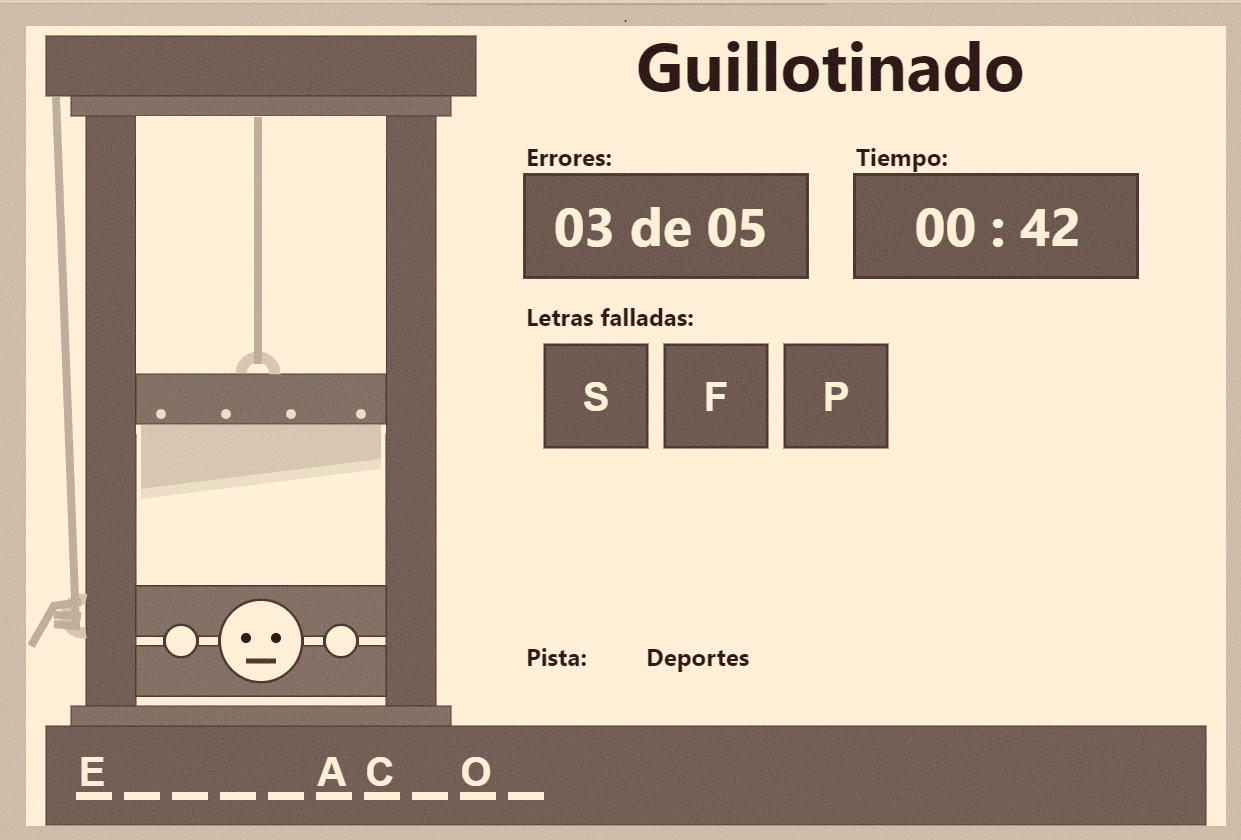 Guillotinado
Errores:
Tiempo:
03 de 05
00 : 42
Letras falladas:
S F P
Pista: Deportes
E _ _ _ _ A C _ O _